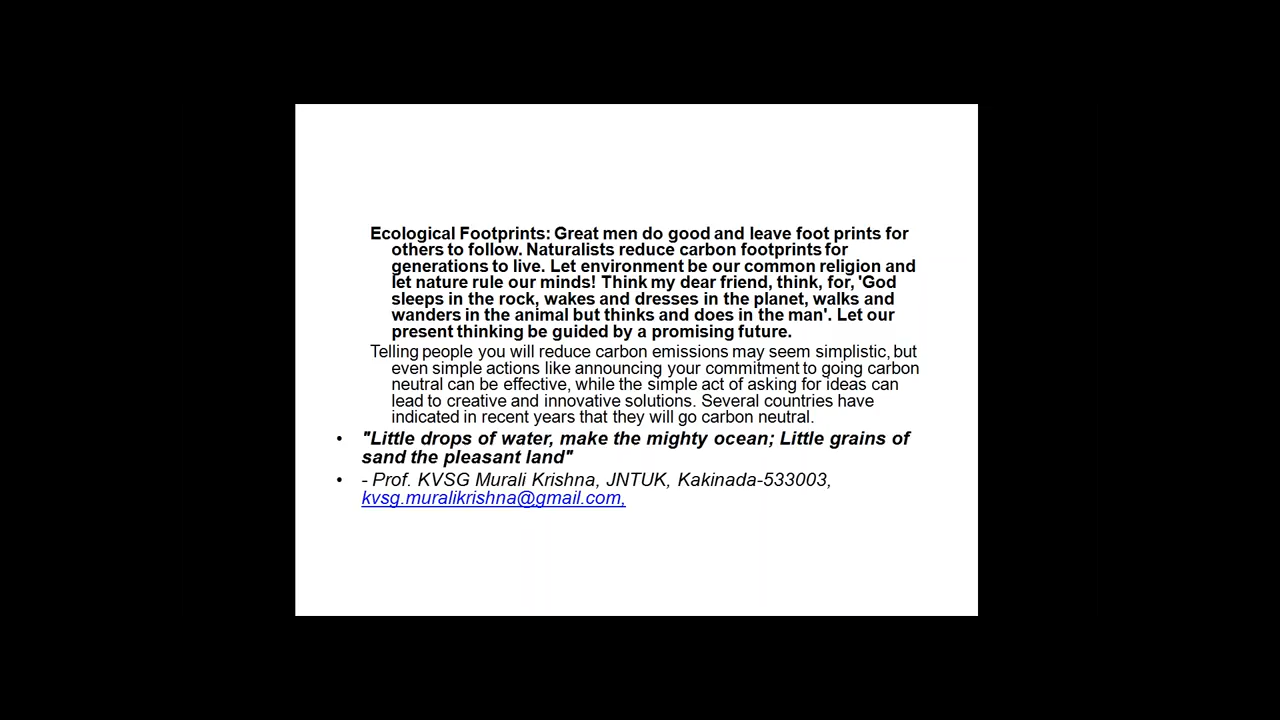 Ecological Footprints: Great men do good and leave foot prints for
others to follow. Naturalists reduce carbon footprints for
generations to live. Let environment be our common religion and
let nature rule our minds! Think my dear friend, think, for, 'God
sleeps in the rock, wakes and dresses in the planet, walks and
wanders in the animal but thinks and does in the man'. Let our
present thinking be guided by a promising future.
Telling people you will reduce carbon emissions may seem simplistic, but
even simple actions like announcing your commitment to going carbon
neutral can be effective, while the simple act of asking for ideas can
lead to creative and innovative solutions. Several countries have
indicated in recent years that they will go carbon neutral.
• "Little drops of water, make the mighty ocean; Little grains of
sand the pleasant land"
• - Prof. KVSG Murali Krishna, JNTUK, Kakinada-533003,
kvsg.muralikrishna@gmail.com,